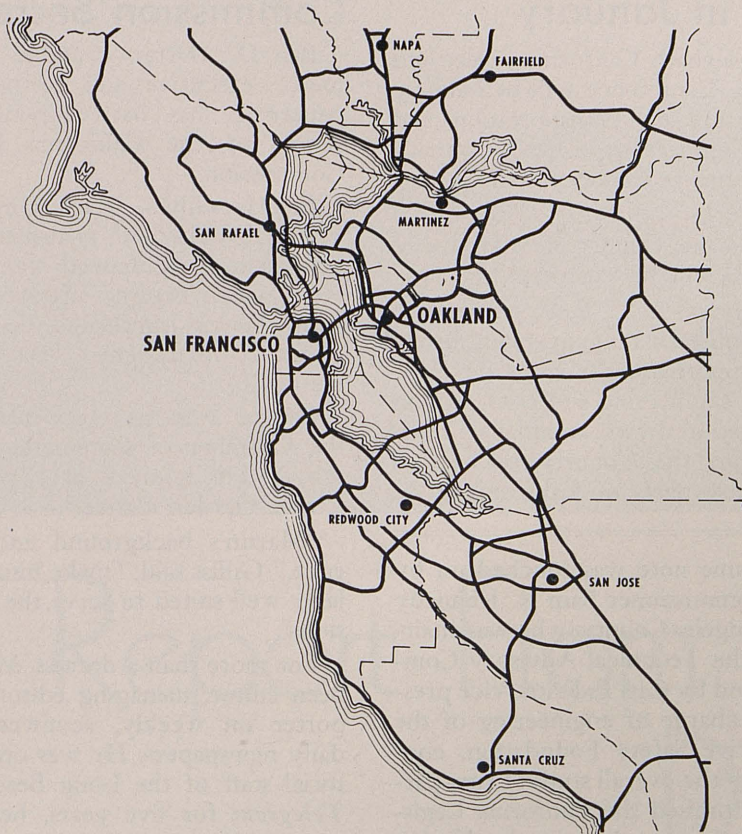 NAPA
FAIRFIELD
MARTINEZ
SAN RAFAEL
OAKLAND
SAN FRANCISCO
REDWOOD CITY
SAN JOSE
SANTA CRUZ